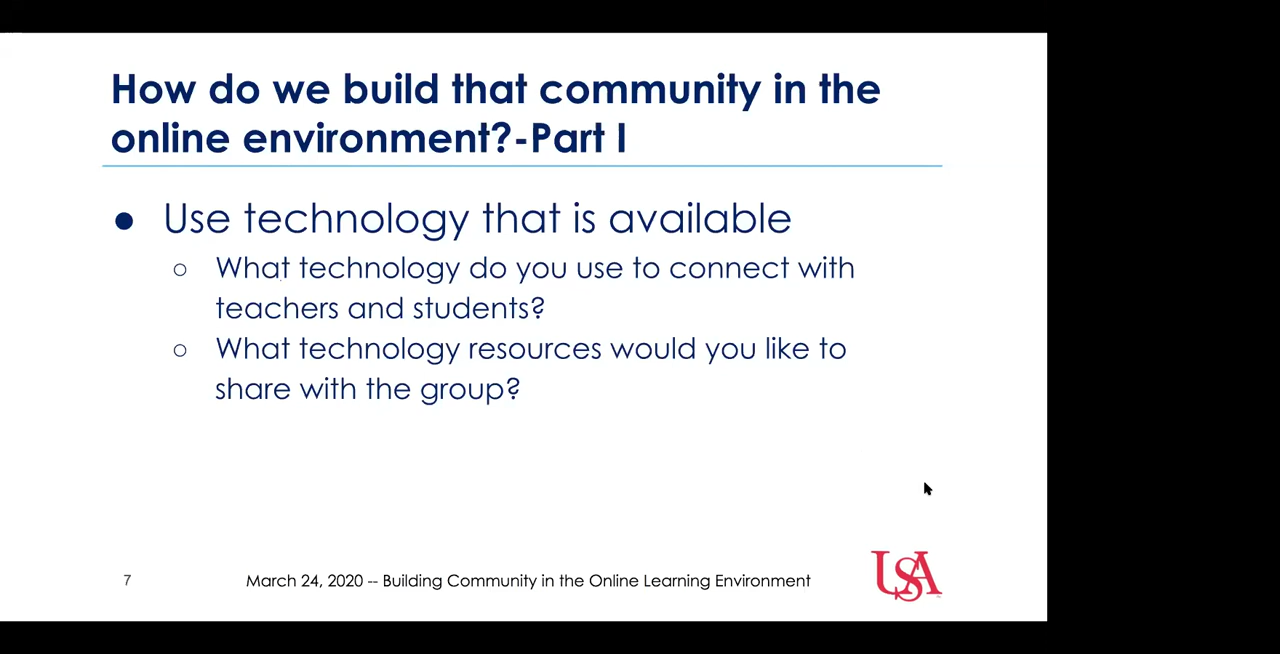 How do we build that community in the
online environment?-Part I
● Use technology that is available
○ What technology do you use to connect with
teachers and students?
○ What technology resources would you like to
share with the group?
7
March 24, 2020 -- Building Community in the Online Learning Environment
USA